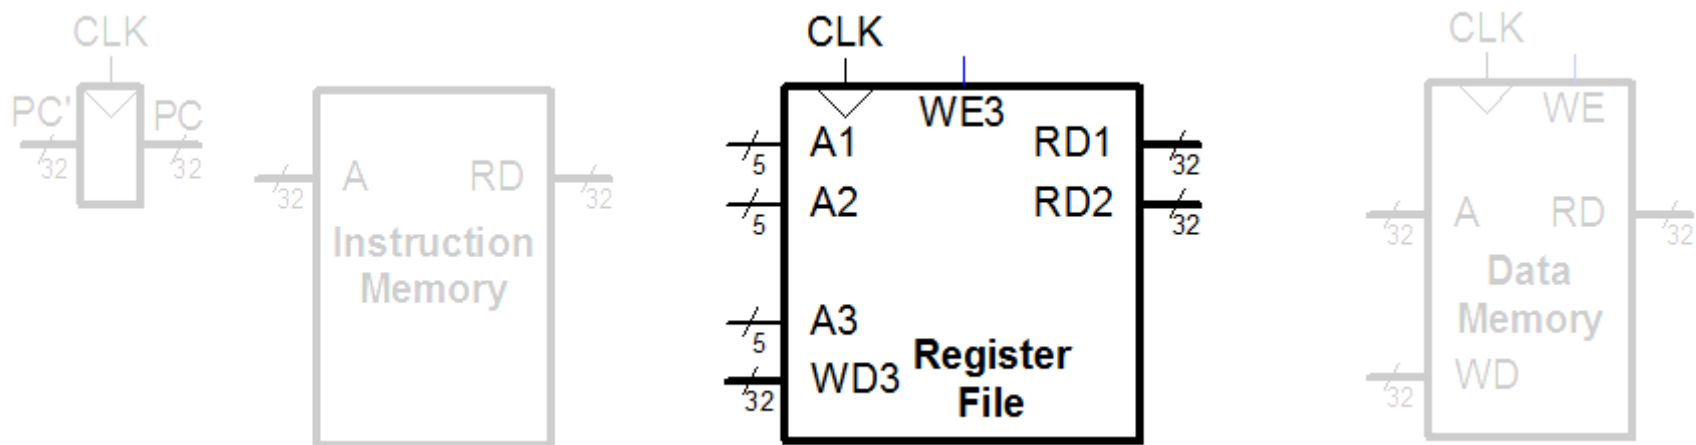 CLK
PC'
PC
32
32
A
RD
32
32
Instruction
Memory
CLK
WE3
A1
RD1
5
32
A2
RD2
5
32
A3
5
WD3
32
Register
File
CLK
WE
A
RD
32
32
Data
Memory
WD
32